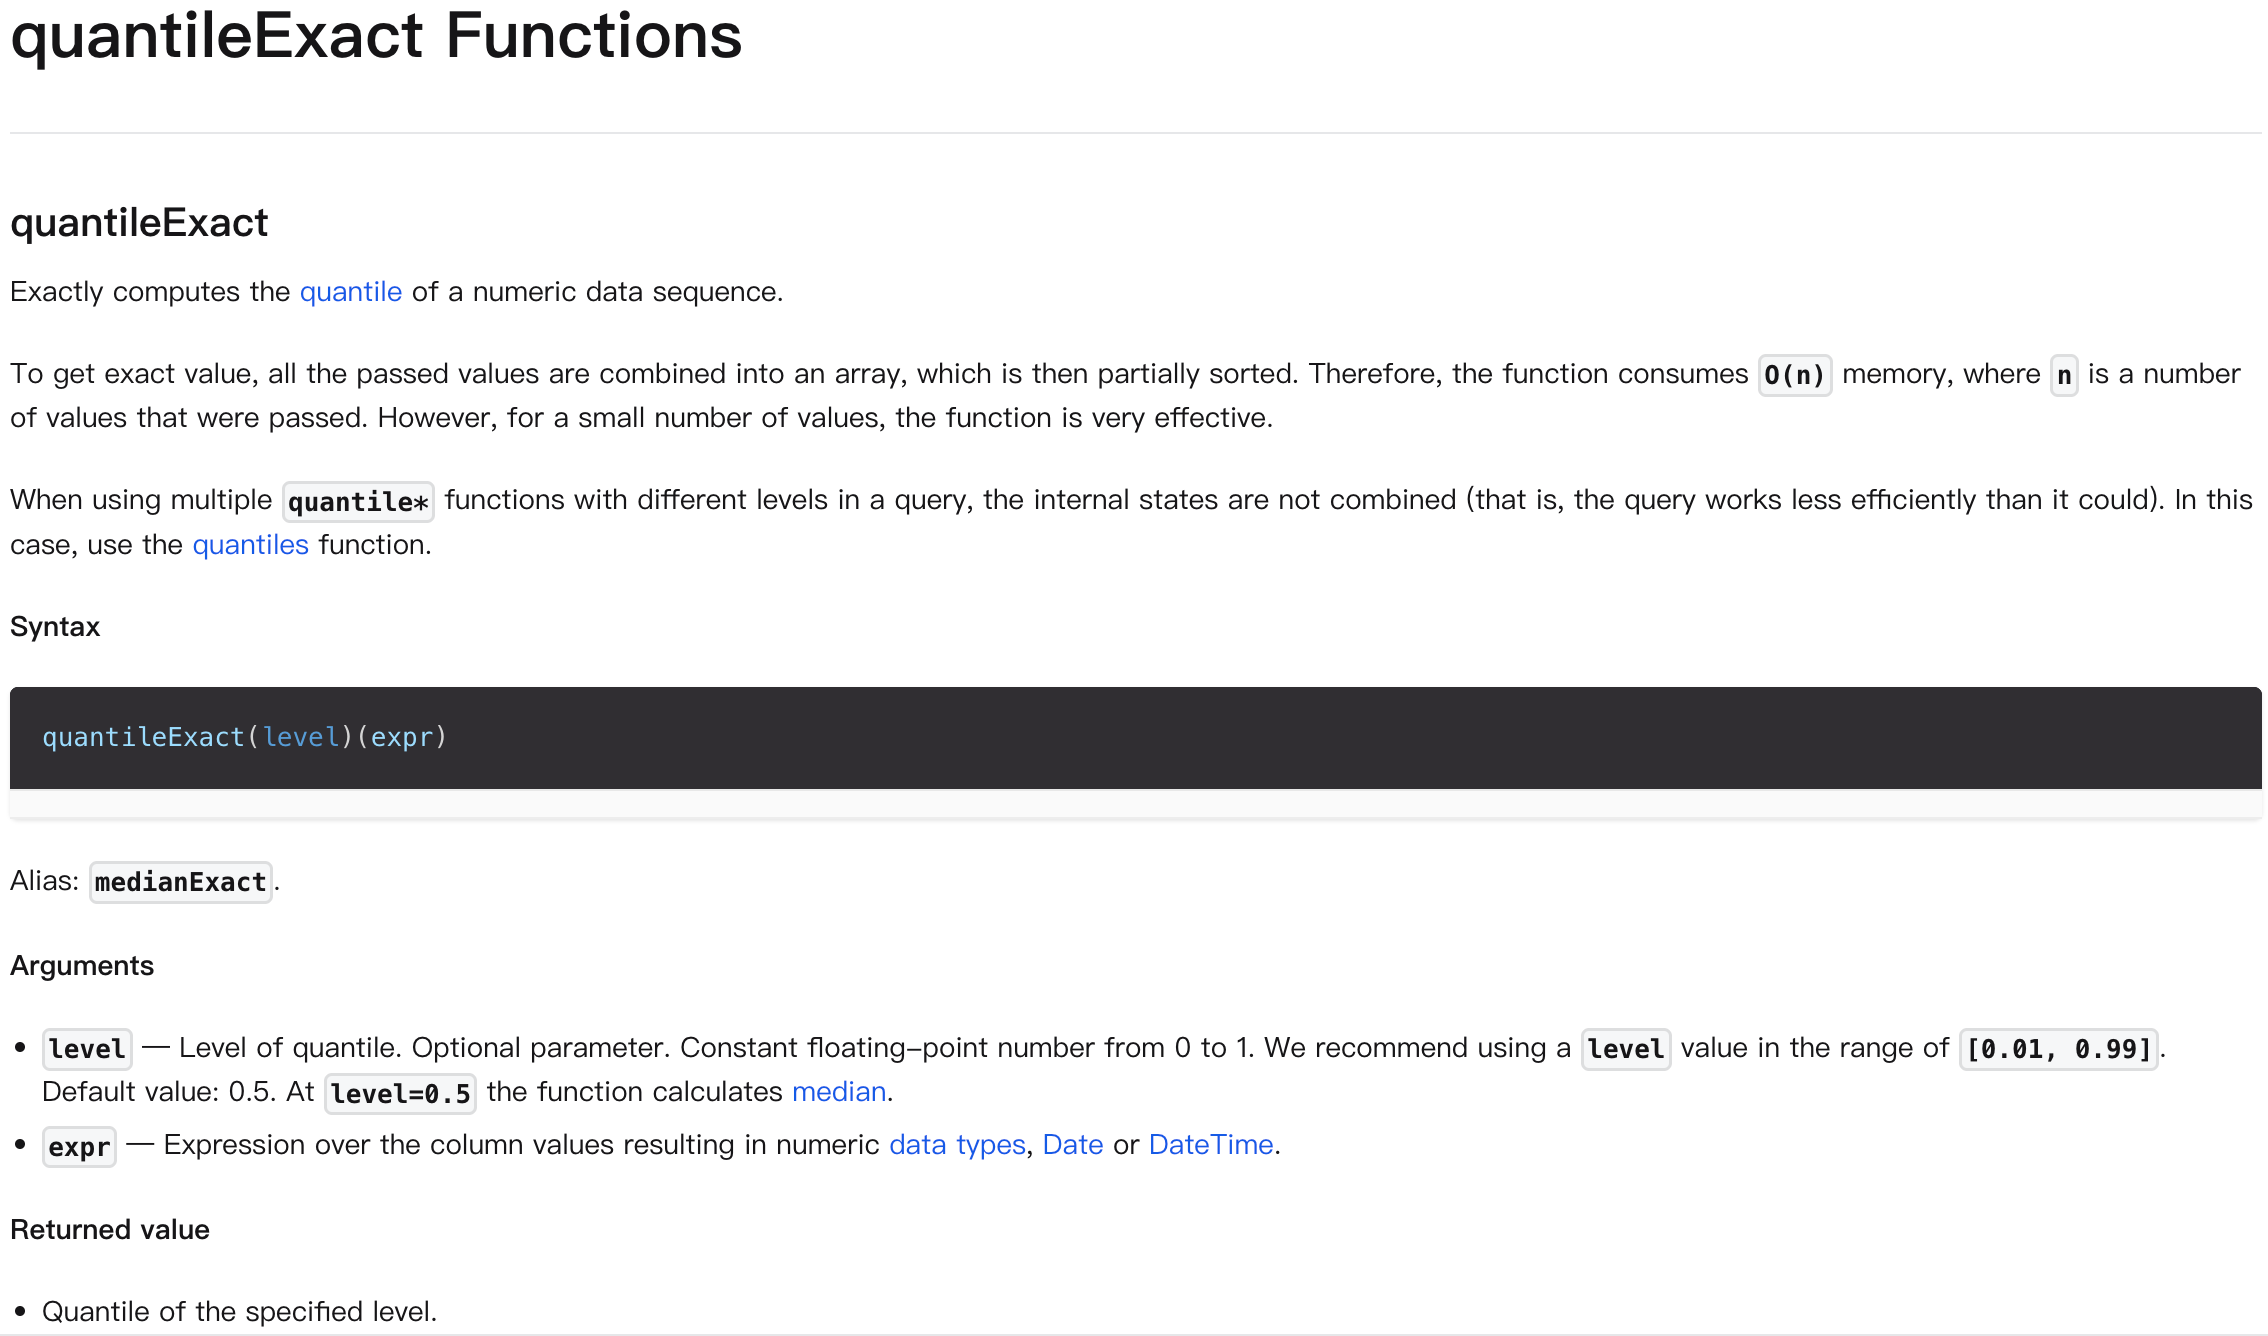 quantileExact Functions
quantileExact
Exactly computes the quantile of a numeric data sequence.
To get exact value, all the passed values are combined into an array, which is then partially sorted. Therefore, the function consumes O(n) memory, where n is a number
of values that were passed. However, for a small number of values, the function is very effective.
When using multiple quantile* functions with different levels in a query, the internal states are not combined (that is, the query works less efficiently than it could). In this
case, use the quantiles function.
Syntax
quantileExact(level)(expr)
Alias: medianExact.
Arguments
• level — Level of quantile. Optional parameter. Constant floating-point number from 0 to 1. We recommend using a level value in the range of [0.01, 0.99].
Default value: 0.5. At level=0.5 the function calculates median.
• expr — Expression over the column values resulting in numeric data types, Date or DateTime.
Returned value
• Quantile of the specified level.